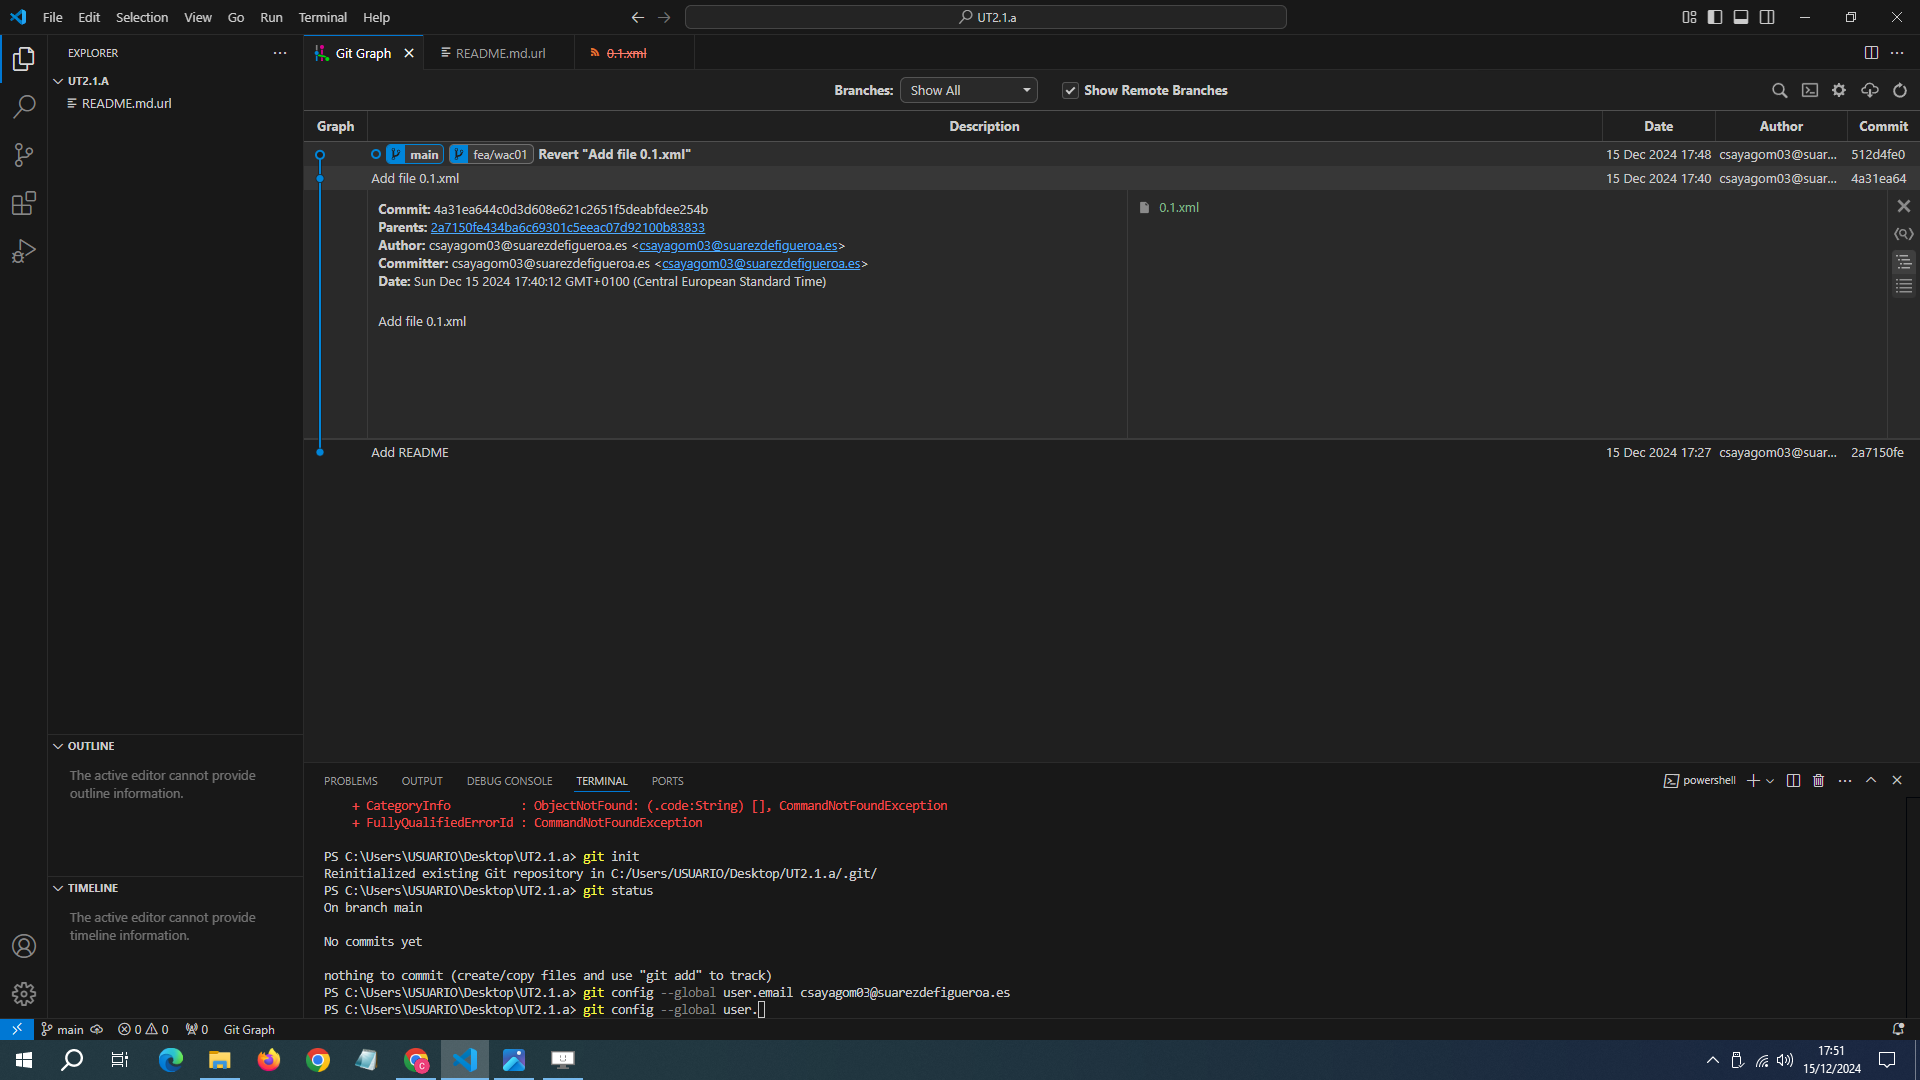 File Edit Selection View Go Run Terminal Help
UT2.1.a
EXPLORER
UT2.1.A
README.md.url
Git Graph
README.md.url
0.1.xml
Branches: Show All
Show Remote Branches
Graph Description Date Author Commit
main fea/wac01 Revert "Add file 0.1.xml" 15 Dec 2024 17:48 csayagom03@suar... 512d4fe0
Add file 0.1.xml 15 Dec 2024 17:40 csayagom03@suar... 4a31ea64
Commit: 4a31ea644c0d3d608e621c2651f5deabfdee254b
Parents: 2a7150fe434ba6c69301c5eeac07d92100b83833
Author: csayagom03@suarezdefigueroa.es <csayagom03@suarezdefigueroa.es>
Committer: csayagom03@suarezdefigueroa.es <csayagom03@suarezdefigueroa.es>
Date: Sun Dec 15 2024 17:40:12 GMT+0100 (Central European Standard Time)
Add file 0.1.xml
0.1.xml
Add README 15 Dec 2024 17:27 csayagom03@suar... 2a7150fe
OUTLINE
The active editor cannot provide
outline information.
TIMELINE
The active editor cannot provide
timeline information.
PROBLEMS OUTPUT DEBUG CONSOLE TERMINAL PORTS
powershell
+ CategoryInfo : ObjectNotFound: (.code:String) [], CommandNotFoundException
+ FullyQualifiedErrorId : CommandNotFoundException
PS C:\Users\USUARIO\Desktop\UT2.1.a> git init
Reinitialized existing Git repository in C:/Users/USUARIO/Desktop/UT2.1.a/.git/
PS C:\Users\USUARIO\Desktop\UT2.1.a> git status
On branch main
No commits yet
nothing to commit (create/copy files and use "git add" to track)
PS C:\Users\USUARIO\Desktop\UT2.1.a> git config --global user.email csayagom03@suarezdefigueroa.es
PS C:\Users\USUARIO\Desktop\UT2.1.a> git config --global user.
main 0 0 0 Git Graph
17:51
15/12/2024